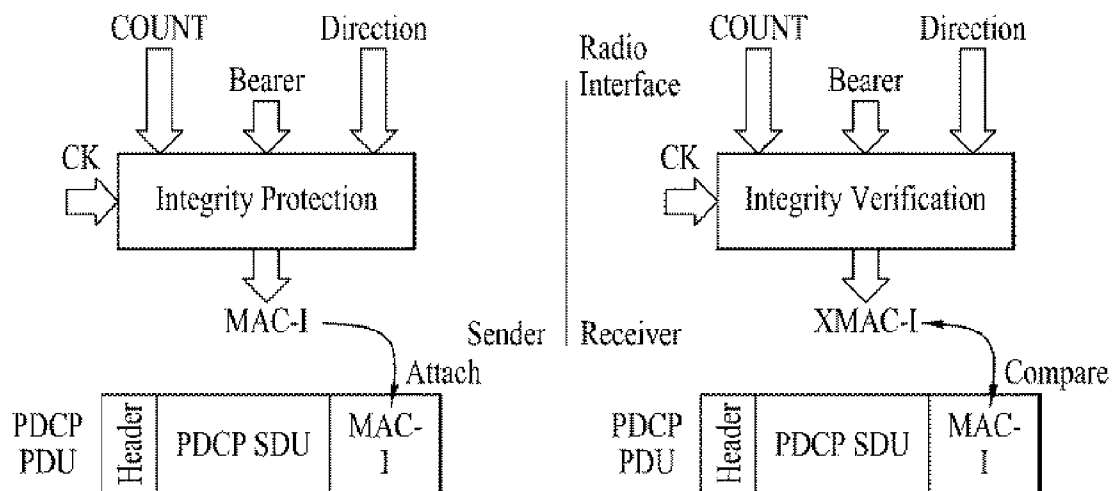 COUNT
Direction
Bearer
CK
Integrity Protection
MAC-I
Attach
PDCP
PDU
Header
PDCP SDU
MAC-
I
Radio
Interface
Sender
Receiver
COUNT
Direction
Bearer
CK
Integrity Verification
XMAC-I
Compare
PDCP
PDU
Header
PDCP SDU
MAC-
I